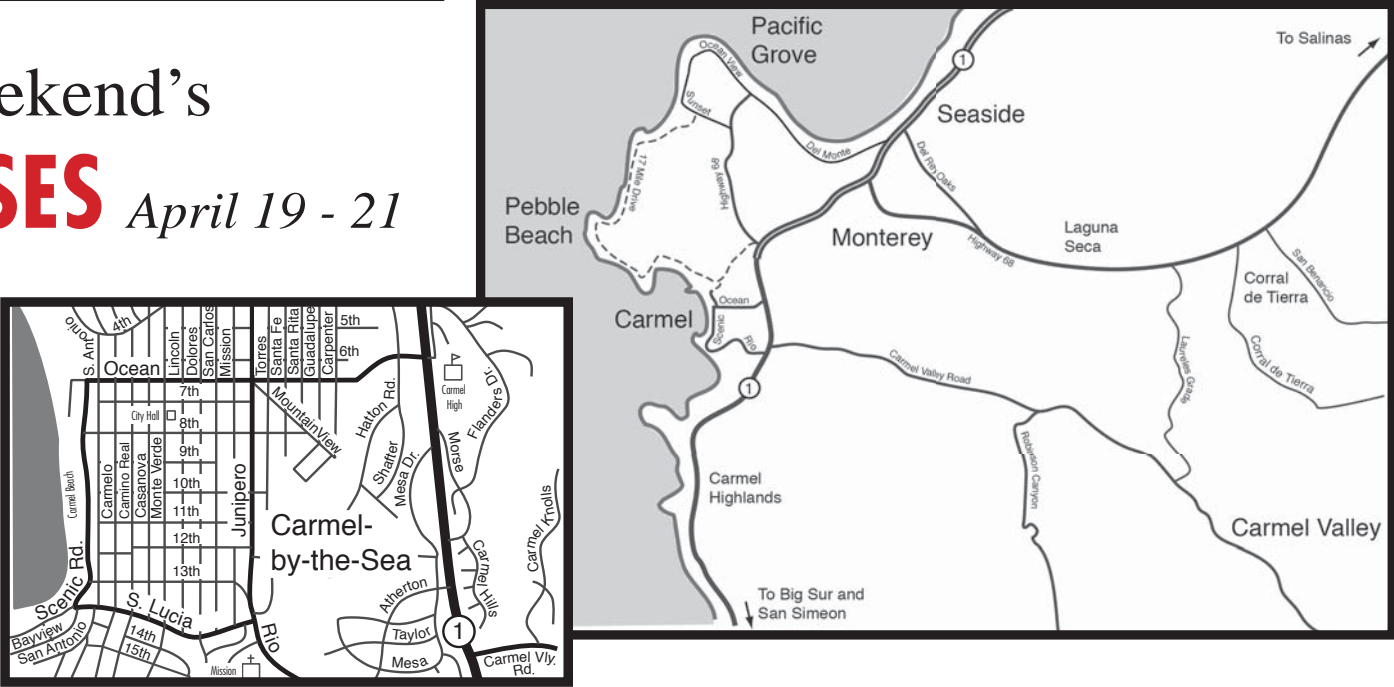 ekend's
SES April 19 - 21
Pacific
Grove
To Salinas
Ocean View
1
Sunset
Seaside
Del Monte
Del Rey Oaks
17 Mile Drive
Highway 68
Pebble
Beach
Monterey
Highway 68
Laguna
Seca
San Benancio
Corral
de Tierra
Ocean
Carmel
Scenic
Rio
Carmel Valley Road
Laureles Grade
Corral de Tierra
1
Robinson Canyon
Carmel
Highlands
Carmel Valley
To Big Sur and
San Simeon
S. Antonio
4th
Lincoln
Dolores
San Carlos
Mission
Torres
Santa Fe
Santa Rita
Guadalupe
Carpenter
5th
6th
Ocean
7th
City Hall
8th
Mountain View
Hatton Rd.
Carmel
High
Flanders Dr.
9th
Carmelo
Camino Real
Casanova
Monte Verde
10th
Junipero
Shafter
Mesa Dr.
Morse
Carmel Beach
11th
Carmel-
by-the-Sea
12th
13th
Carmel Knolls
Carmel Hills
Scenic Rd.
S. Lucia
Atherton
Bayview
San Antonio
14th
15th
Rio
Taylor
1
Mission
Mesa
Carmel Vly.
Rd.